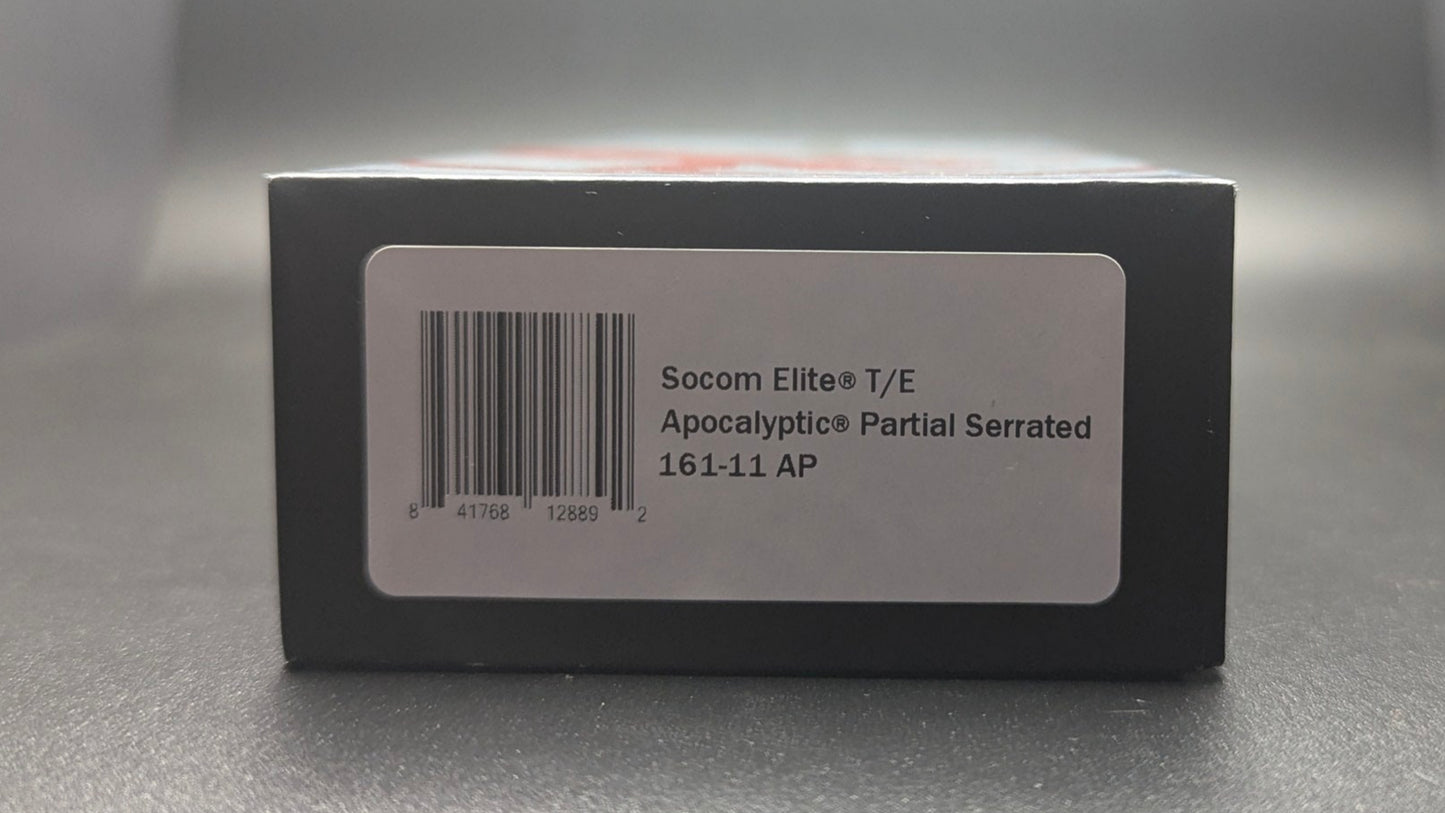 Socom Elite® T/E
Apocalyptic® Partial Serrated
161-11 AP
8 41768 12889 2